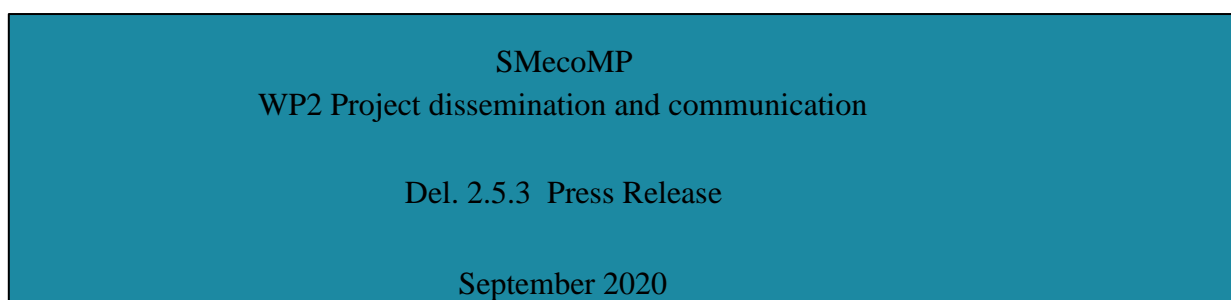 SMecoMP
WP2 Project dissemination and communication
Del. 2.5.3  Press Release
September 2020